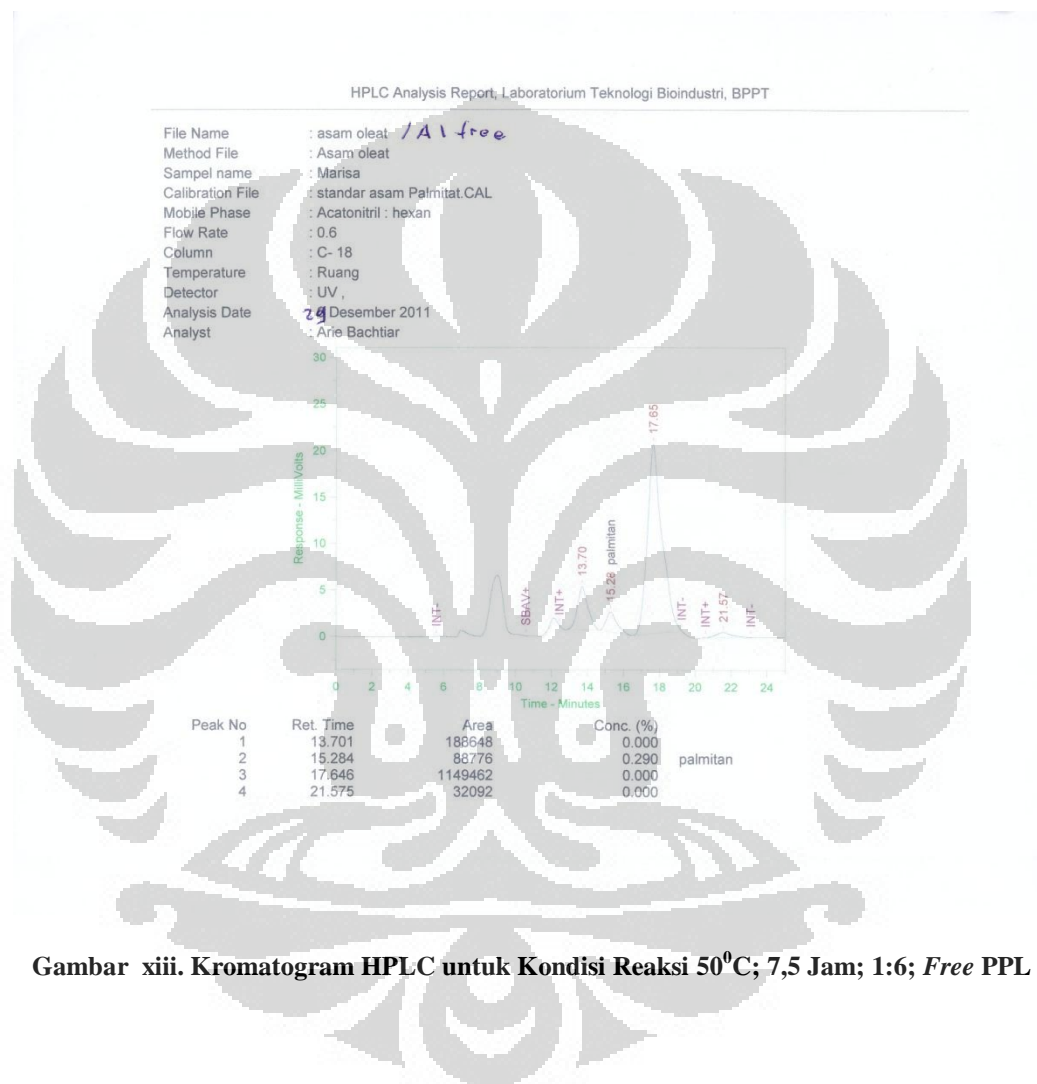 HPLC Analysis Report, Laboratorium Teknologi Bioindustri, BPPT
File Name : asam oleat / A1 free
Method File : Asam oleat
Sampel name : Marisa
Calibration File : standar asam Palmitat.CAL
Mobile Phase : Acatonitril : hexan
Flow Rate : 0.6
Column : C- 18
Temperature : Ruang
Detector : UV ,
Analysis Date 29 Desember 2011
Analyst : Arie Bachtiar
Response - MilliVolts
30
25
20
15
10
5
0
INT-
SBAV+
INT+
13.70
15.28 palmitan
17.65
INT-
INT+
21.57
INT-
0 2 4 6 8 10 12 14 16 18 20 22 24
Time - Minutes
Peak No Ret. Time Area Conc. (%)
1 13.701 188648 0.000
2 15.284 88776 0.290 palmitan
3 17.646 1149462 0.000
4 21.575 32092 0.000
Gambar xiii. Kromatogram HPLC untuk Kondisi Reaksi 50⁰C; 7,5 Jam; 1:6; Free PPL